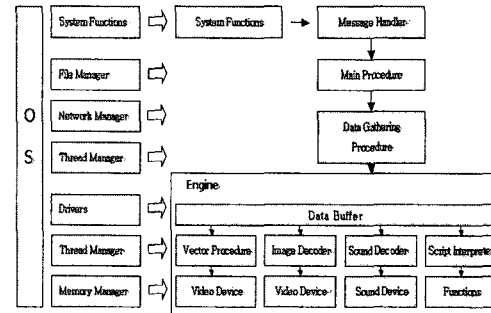 System Functions
System Functions
Message Handler
File Manager
Main Procedure
O
S
Network Manager
Data Gathering
Procedure
Thread Manager
Engine
Drivers
Data Buffer
Thread Manager
Vector Procedure
Image Decoder
Sound Decoder
Script Interpreter
Memory Manager
Video Device
Video Device
Sound Device
Functions